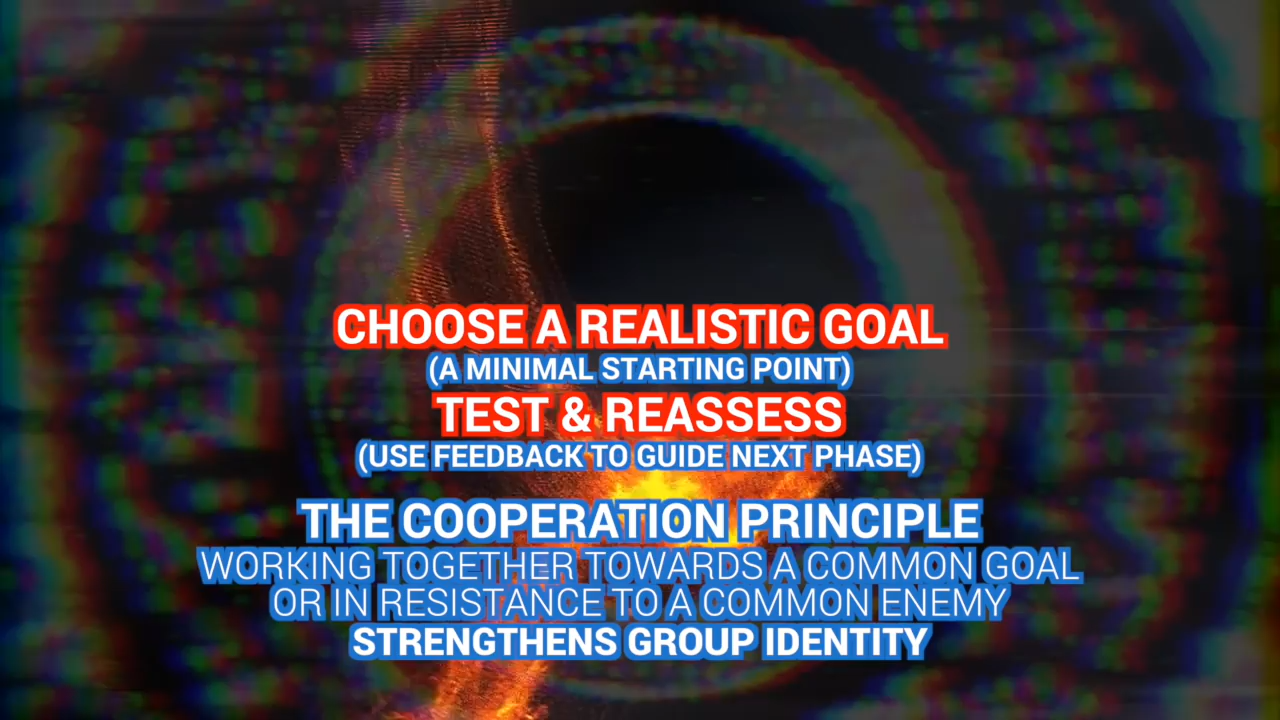 CHOOSE A REALISTIC GOAL
(A MINIMAL STARTING POINT)
TEST & REASSESS
(USE FEEDBACK TO GUIDE NEXT PHASE)
THE COOPERATION PRINCIPLE
WORKING TOGETHER TOWARDS A COMMON GOAL
OR IN RESISTANCE TO A COMMON ENEMY
STRENGTHENS GROUP IDENTITY